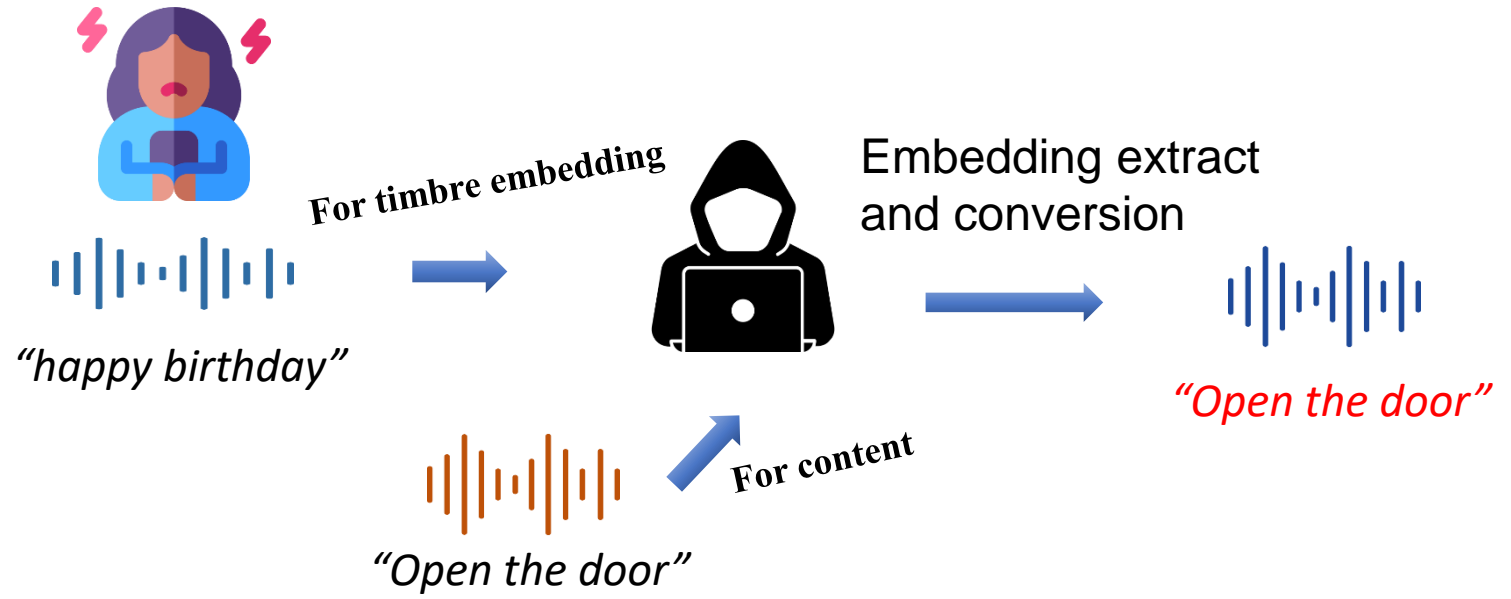 For timbre embedding
Embedding extract
and conversion
“happy birthday”
“Open the door”
For content
“Open the door”